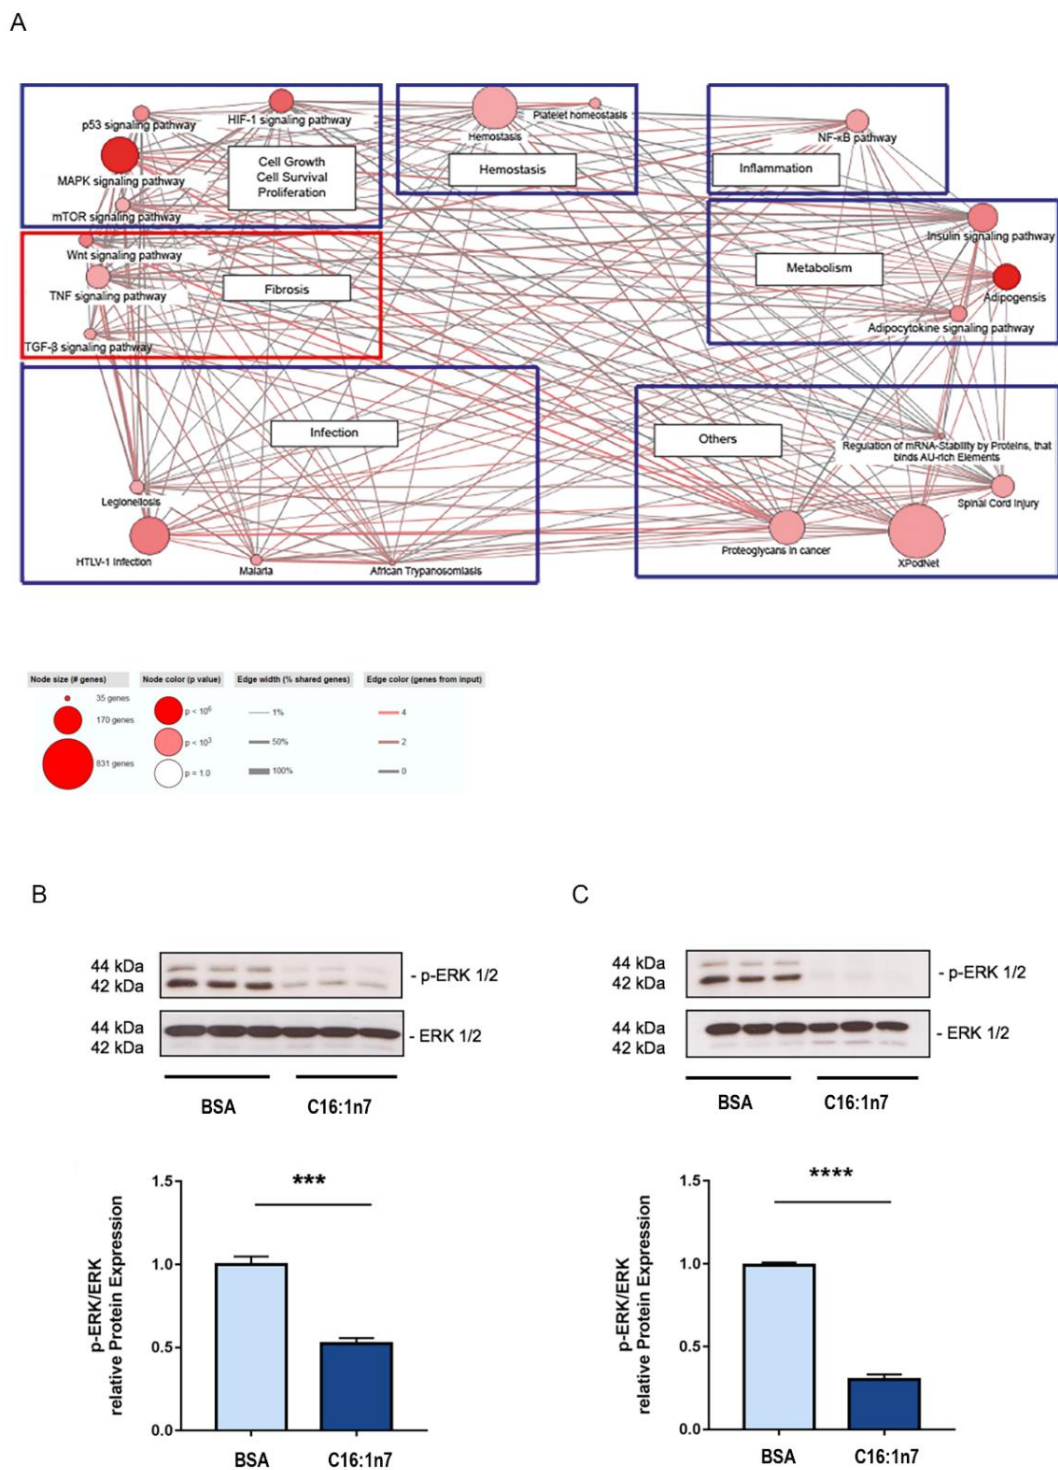 A
p53 signaling pathway
HIF-1 signaling pathway
MAPK signaling pathway
mTOR signaling pathway
Cell Growth
Cell Survival
Proliferation
Hemostasis
Platelet homeostasis
Hemostasis
NF-κB pathway
Inflammation
Wnt signaling pathway
TNF signaling pathway
TGF-β signaling pathway
Fibrosis
Insulin signaling pathway
Metabolism
Adipogensis
Adipocytokine signaling pathway
Infection
Legionellosis
HTLV-1 Infection
Malaria
African Trypanosomiasis
Others
Regulation of mRNA-Stability by Proteins, that
binds AU-rich Elements
Spinal Cord Injury
Proteoglycans in cancer
XPodNet
Node size (# genes)
35 genes
170 genes
831 genes
Node color (p value)
p < 10⁶
p < 10³
p = 1.0
Edge width (% shared genes)
1%
50%
100%
Edge color (genes from input)
4
2
0
B
44 kDa
42 kDa
- p-ERK 1/2
44 kDa
42 kDa
- ERK 1/2
BSA
C16:1n7
p-ERK/ERK
relative Protein Expression
1.5
1.0
0.5
0.0
***
BSA
C16:1n7
C
44 kDa
42 kDa
- p-ERK 1/2
44 kDa
42 kDa
- ERK 1/2
BSA
C16:1n7
p-ERK/ERK
relative Protein Expression
1.5
1.0
0.5
0.0
****
BSA
C16:1n7